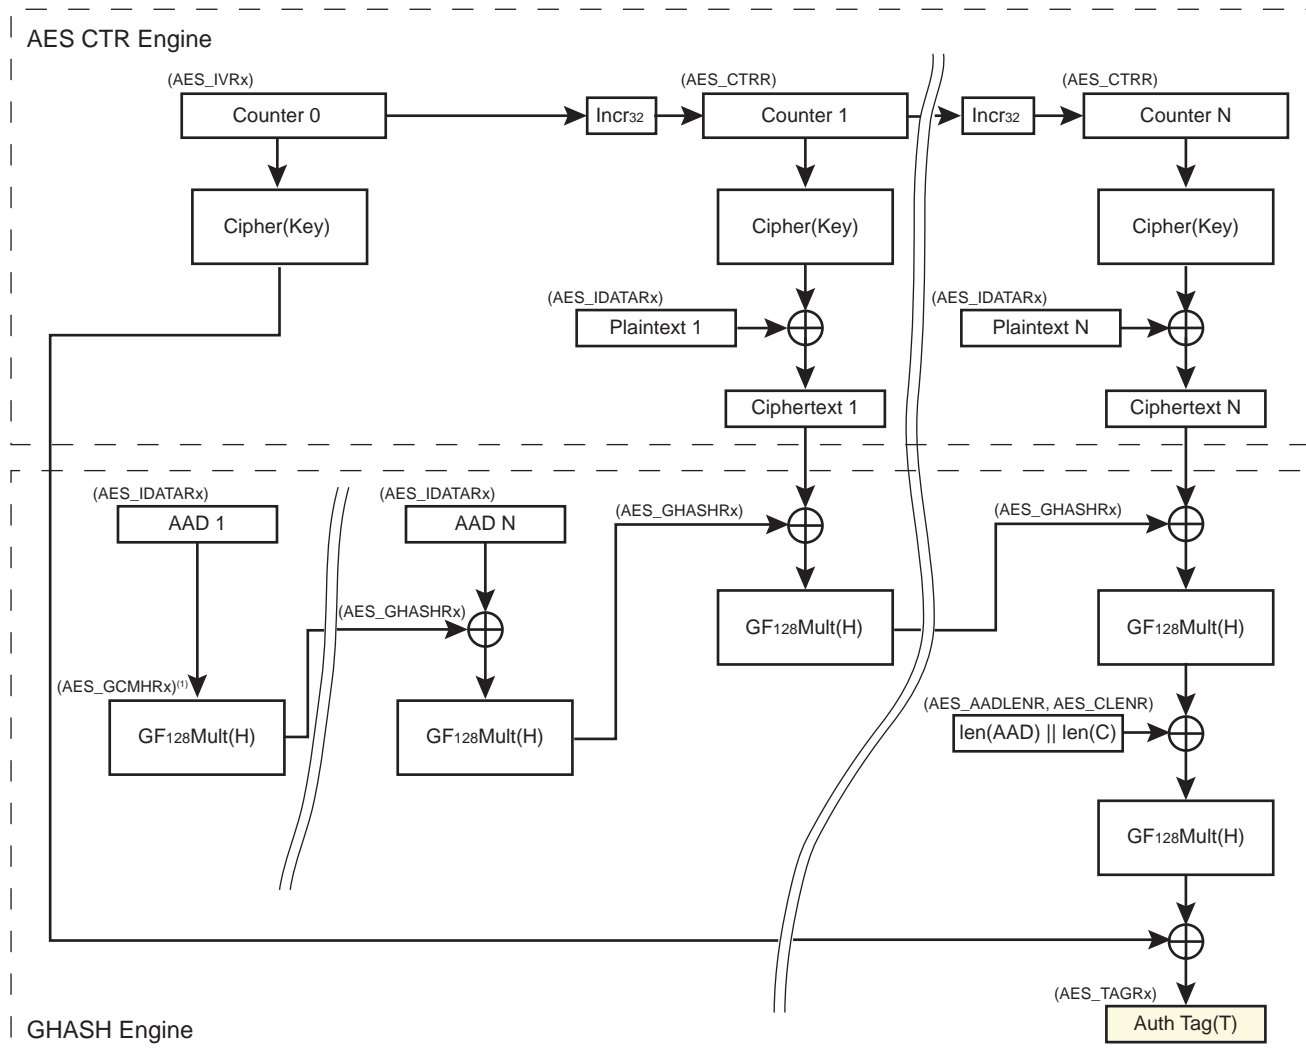 AES CTR Engine
(AES_IVRx)
(AES_CTRR)
(AES_CTRR)
Counter 0
Incr32
Counter 1
Incr32
Counter N
Cipher(Key)
Cipher(Key)
Cipher(Key)
(AES_IDATARx)
(AES_IDATARx)
Plaintext 1
Plaintext N
Ciphertext 1
Ciphertext N
(AES_IDATARx)
(AES_IDATARx)
(AES_GHASHRx)
(AES_GHASHRx)
AAD 1
AAD N
(AES_GHASHRx)
GF128Mult(H)
GF128Mult(H)
(AES_GCMHRx)(1)
GF128Mult(H)
GF128Mult(H)
(AES_AADLENR, AES_CLENR)
len(AAD) || len(C)
GF128Mult(H)
(AES_TAGRx)
Auth Tag(T)
GHASH Engine